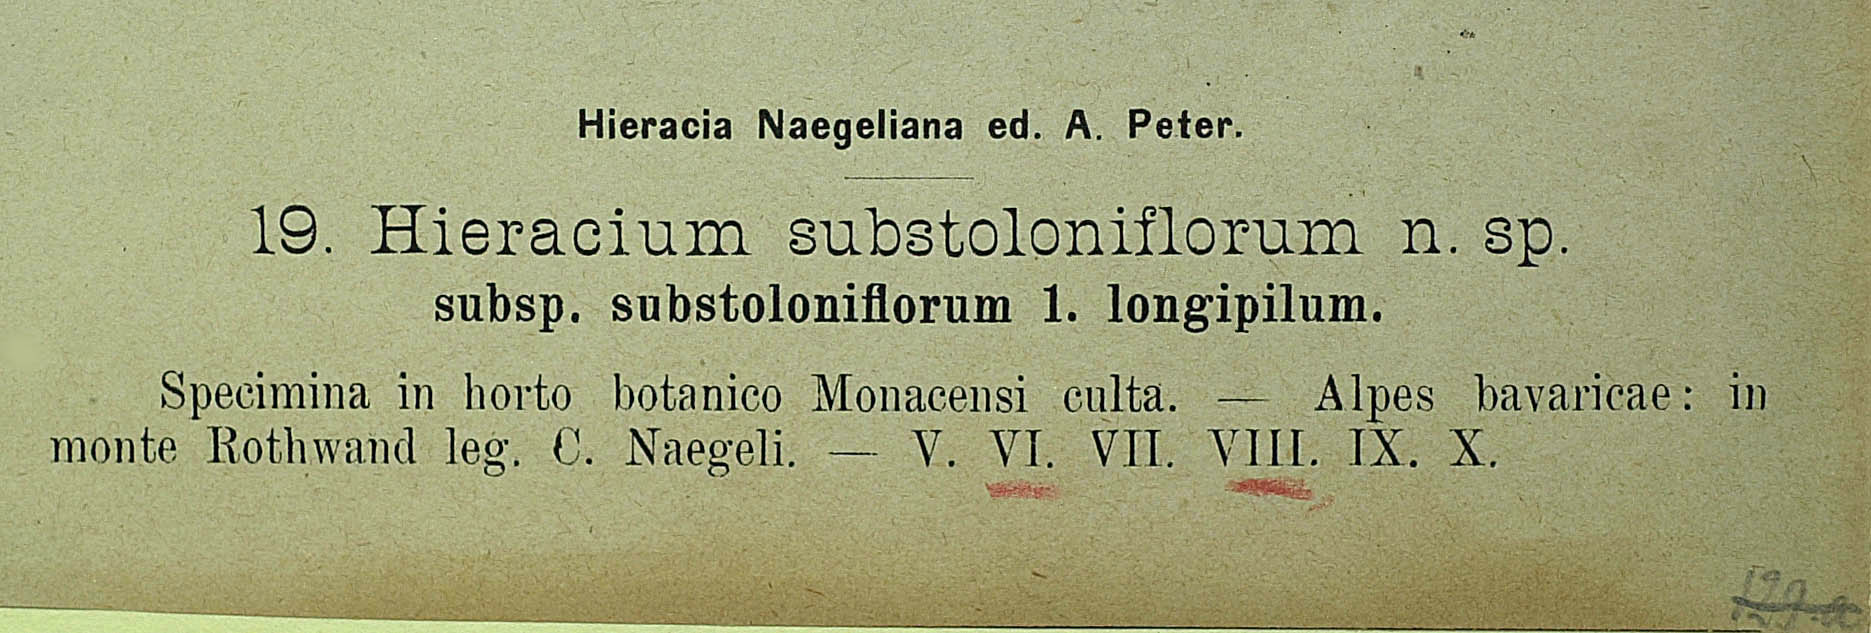 Hieracia Naegeliana ed. A. Peter.
19. Hieracium substoloniflorum n. sp.
subsp. substoloniflorum 1. longipilum.
Specimina in horto botanico Monacensi culta. — Alpes bavaricae: in
monte Rothwand leg. C. Naegeli. — V. VI. VII. VIII. IX. X.